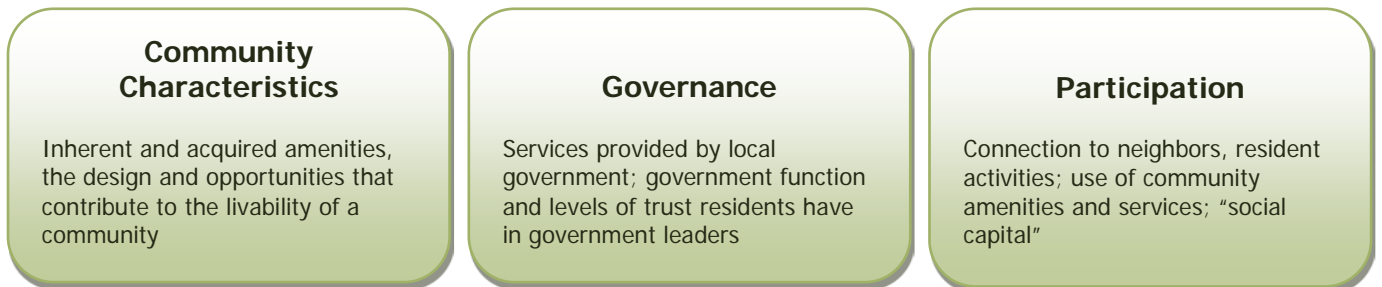 Community
Characteristics
Inherent and acquired amenities,
the design and opportunities that
contribute to the livability of a
community
Governance
Services provided by local
government; government function
and levels of trust residents have
in government leaders
Participation
Connection to neighbors, resident
activities; use of community
amenities and services; “social
capital”